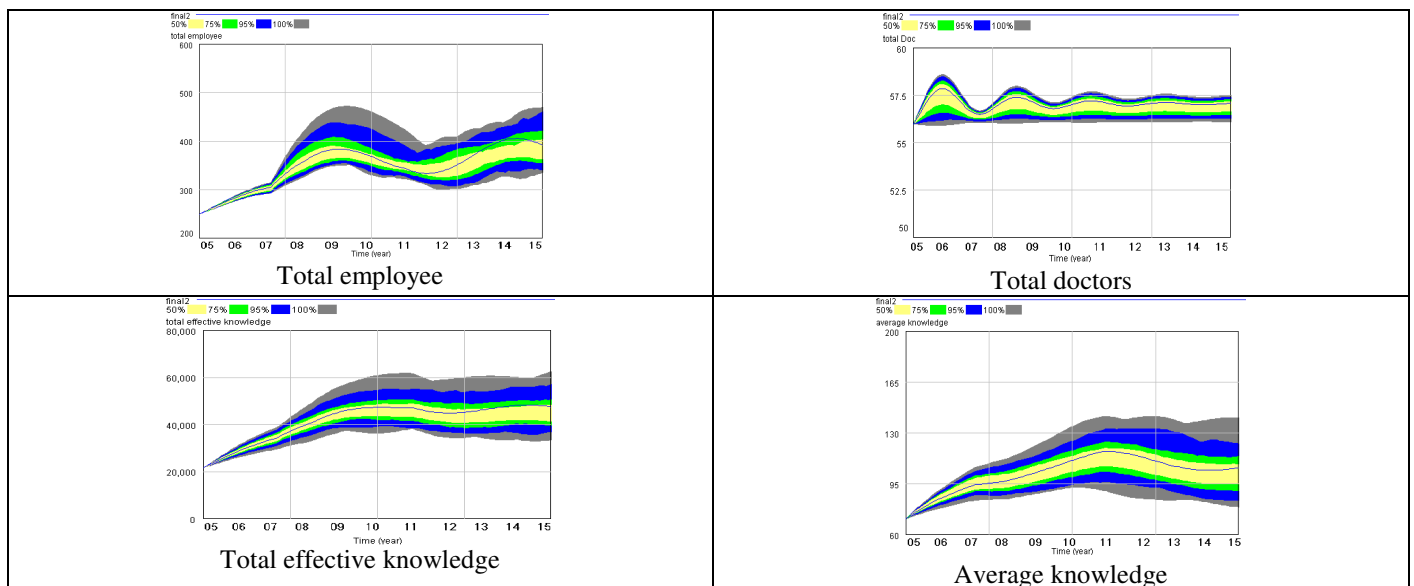 final2
50% 75% 95% 100%
total employee
600
400
300
200
05 06 07 08 09 10 11 12 13 14 15
Time (year)
Total employee
final2
50% 75% 95% 100%
total Doc
60
57.5
55
52.5
50
05 06 07 08 09 10 11 12 13 14 15
Time (year)
Total doctors
final2
50% 75% 95% 100%
total effective knowledge
80,000
60,000
40,000
20,000
0
05 06 07 08 09 10 11 12 13 14 15
Time (year)
Total effective knowledge
final2
50% 75% 95% 100%
average knowledge
200
165
130
95
60
05 06 07 08 09 10 11 12 13 14 15
Time (year)
Average knowledge